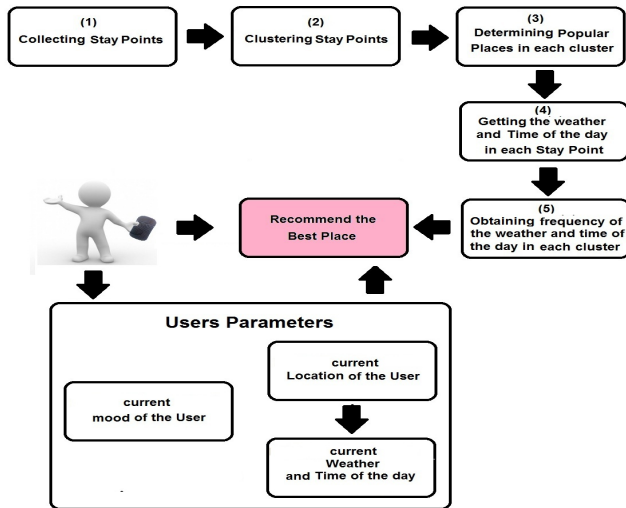 (1)
Collecting Stay Points
(2)
Clustering Stay Points
(3)
Determining Popular
Places in each cluster
(4)
Getting the weather
and Time of the day
in each Stay Point
(5)
Obtaining frequency of
the weather and time of
the day in each cluster
Recommend the
Best Place
Users Parameters
current
Location of the User
current
mood of the User
current
Weather
and Time of the day